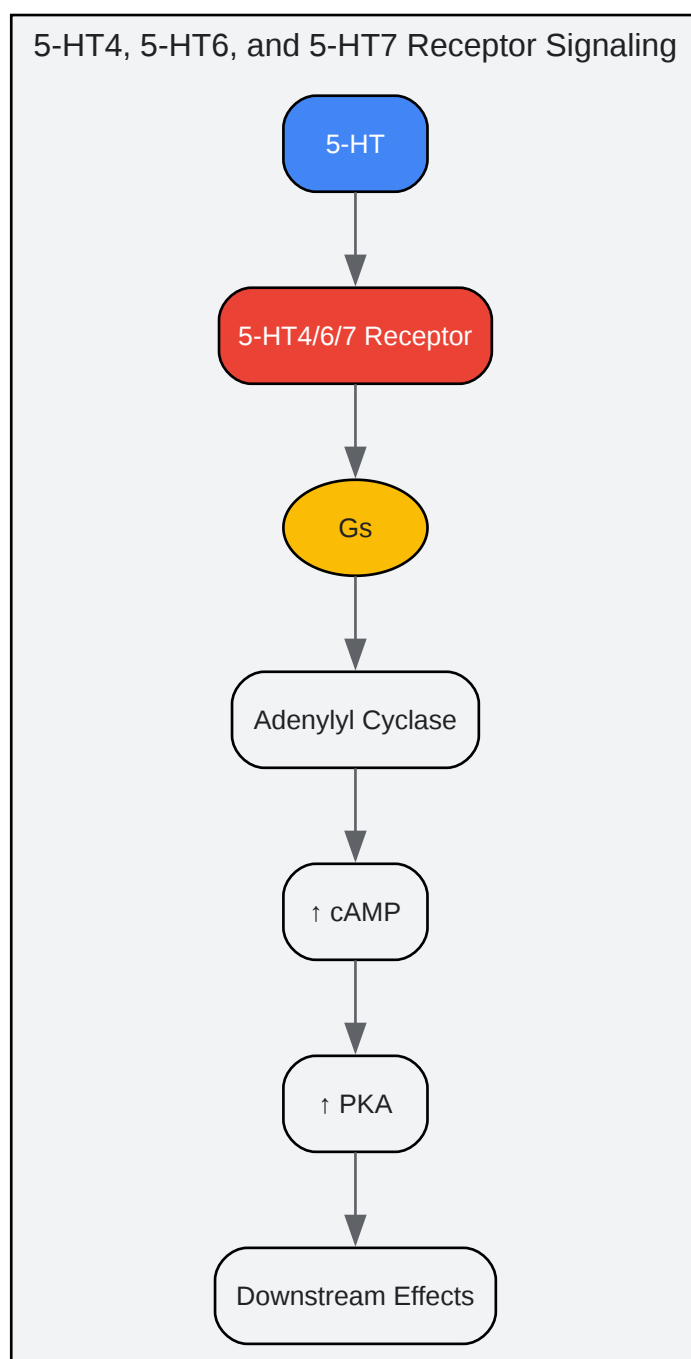 5-HT4, 5-HT6, and 5-HT7 Receptor Signaling
5-HT
5-HT4/6/7 Receptor
Gs
Adenylyl Cyclase
↑ cAMP
↑ PKA
Downstream Effects